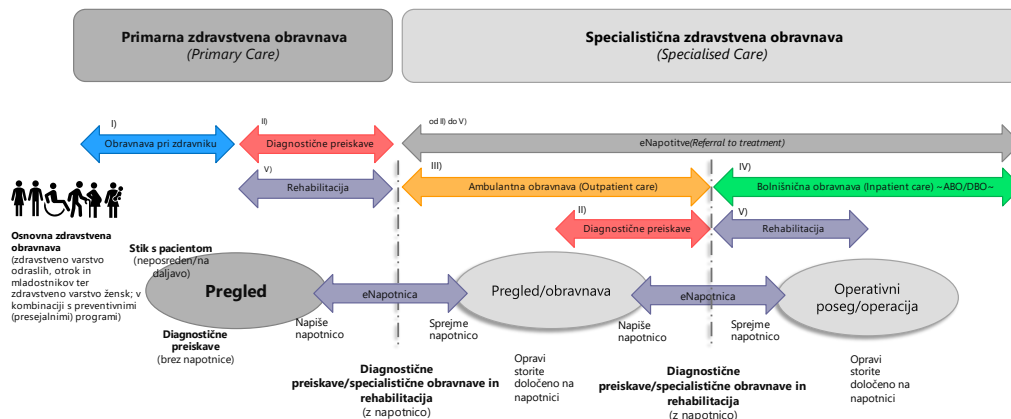 Primarna zdravstvena obravnava
(Primary Care)
Specialistična zdravstvena obravnava
(Specialised Care)
I)
Obravnava pri zdravniku
II)
Diagnostične preiskave
od II) do V)
eNapotitve(Referral to treatment)
V)
Rehabilitacija
III)
Ambulantna obravnava (Outpatient care)
IV)
Bolnišnična obravnava (Inpatient care) ~ABO/DBO~
II)
Diagnostične preiskave
V)
Rehabilitacija
Osnovna zdravstvena
obravnava
(zdravstveno varstvo
odraslih, otrok in
mladostnikov ter
zdravstveno varstvo žensk; v
kombinaciji s preventivnimi
(presejalnimi) programi)
Stik s pacientom
(neposreden/na
daljavo)
Pregled
eNapotnica
Pregled/obravnava
eNapotnica
Operativni
poseg/operacija
Diagnostične
preiskave
(brez napotnice)
Napiše
napotnico
Sprejme
napotnico
Napiše
napotnico
Sprejme
napotnico
Diagnostične
preiskave/specialistične obravnave in
rehabilitacija
(z napotnico)
Opravi
storite
določeno na
napotnici
Diagnostične
preiskave/specialistične obravnave in
rehabilitacija
(z napotnico)
Opravi
storite
določeno na
napotnici